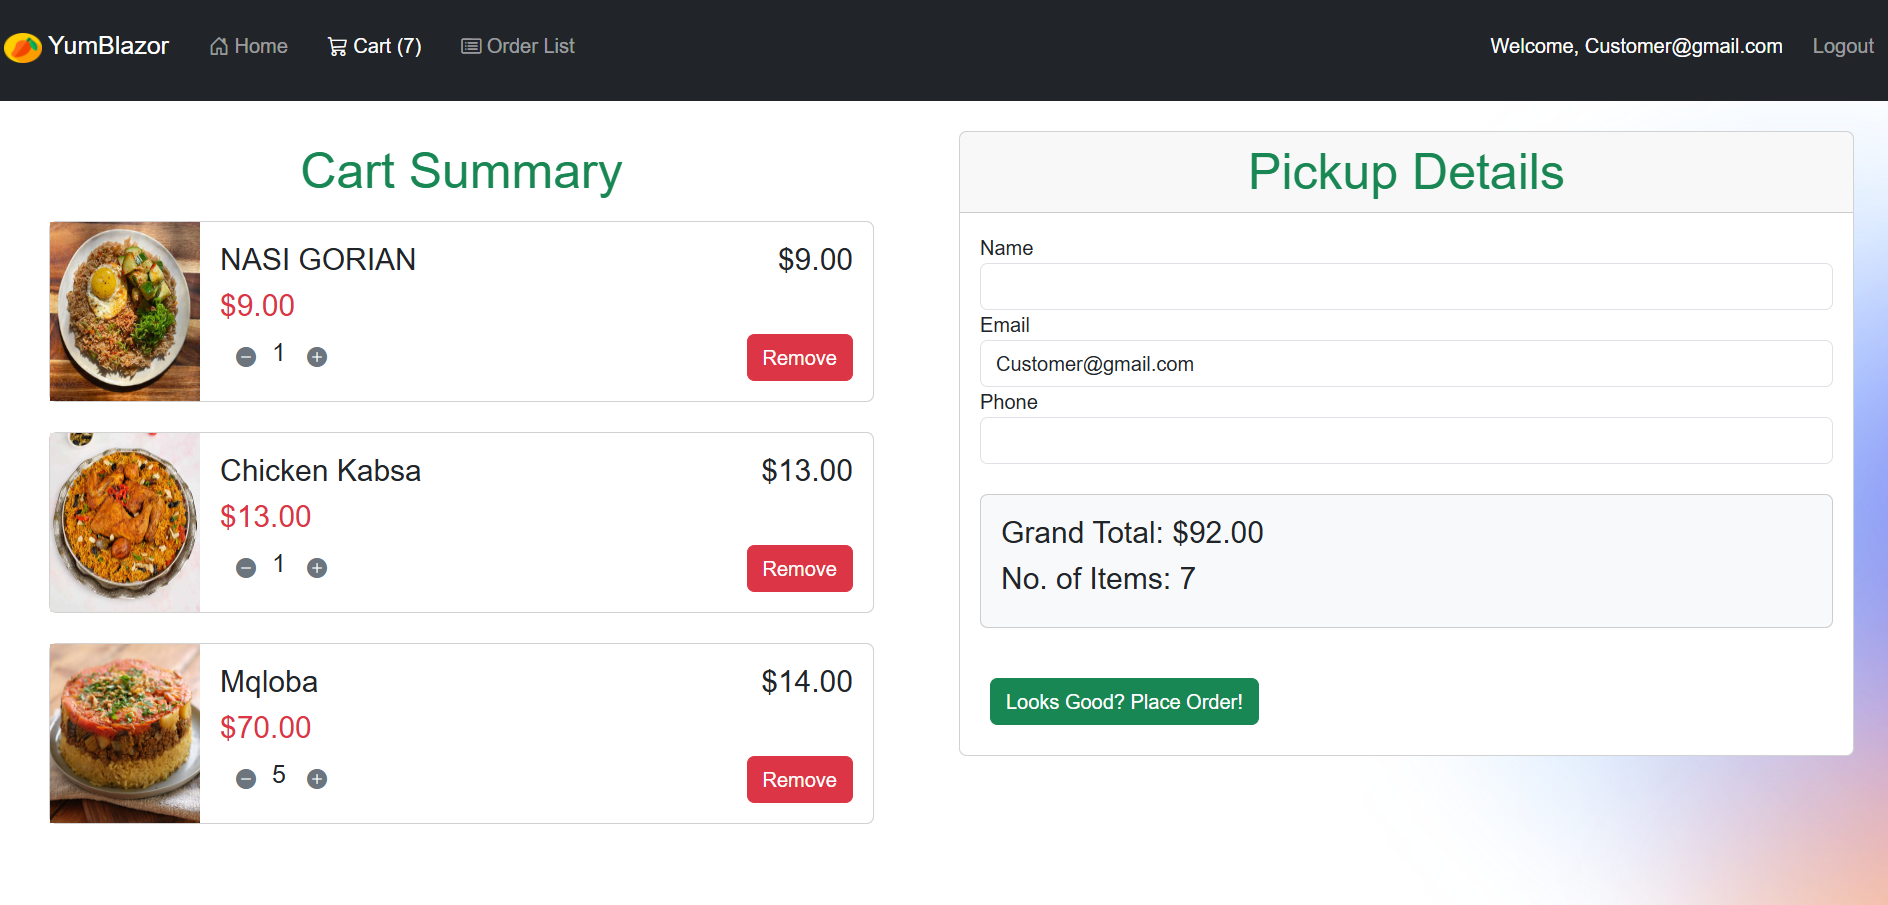 YumBlazor
Home
Cart (7)
Order List
Welcome, Customer@gmail.com
Logout
Cart Summary
NASI GORIAN
$9.00
$9.00
1
Remove
Chicken Kabsa
$13.00
$13.00
1
Remove
Mqloba
$14.00
$70.00
5
Remove
Pickup Details
Name
Email
Customer@gmail.com
Phone
Grand Total: $92.00
No. of Items: 7
Looks Good? Place Order!